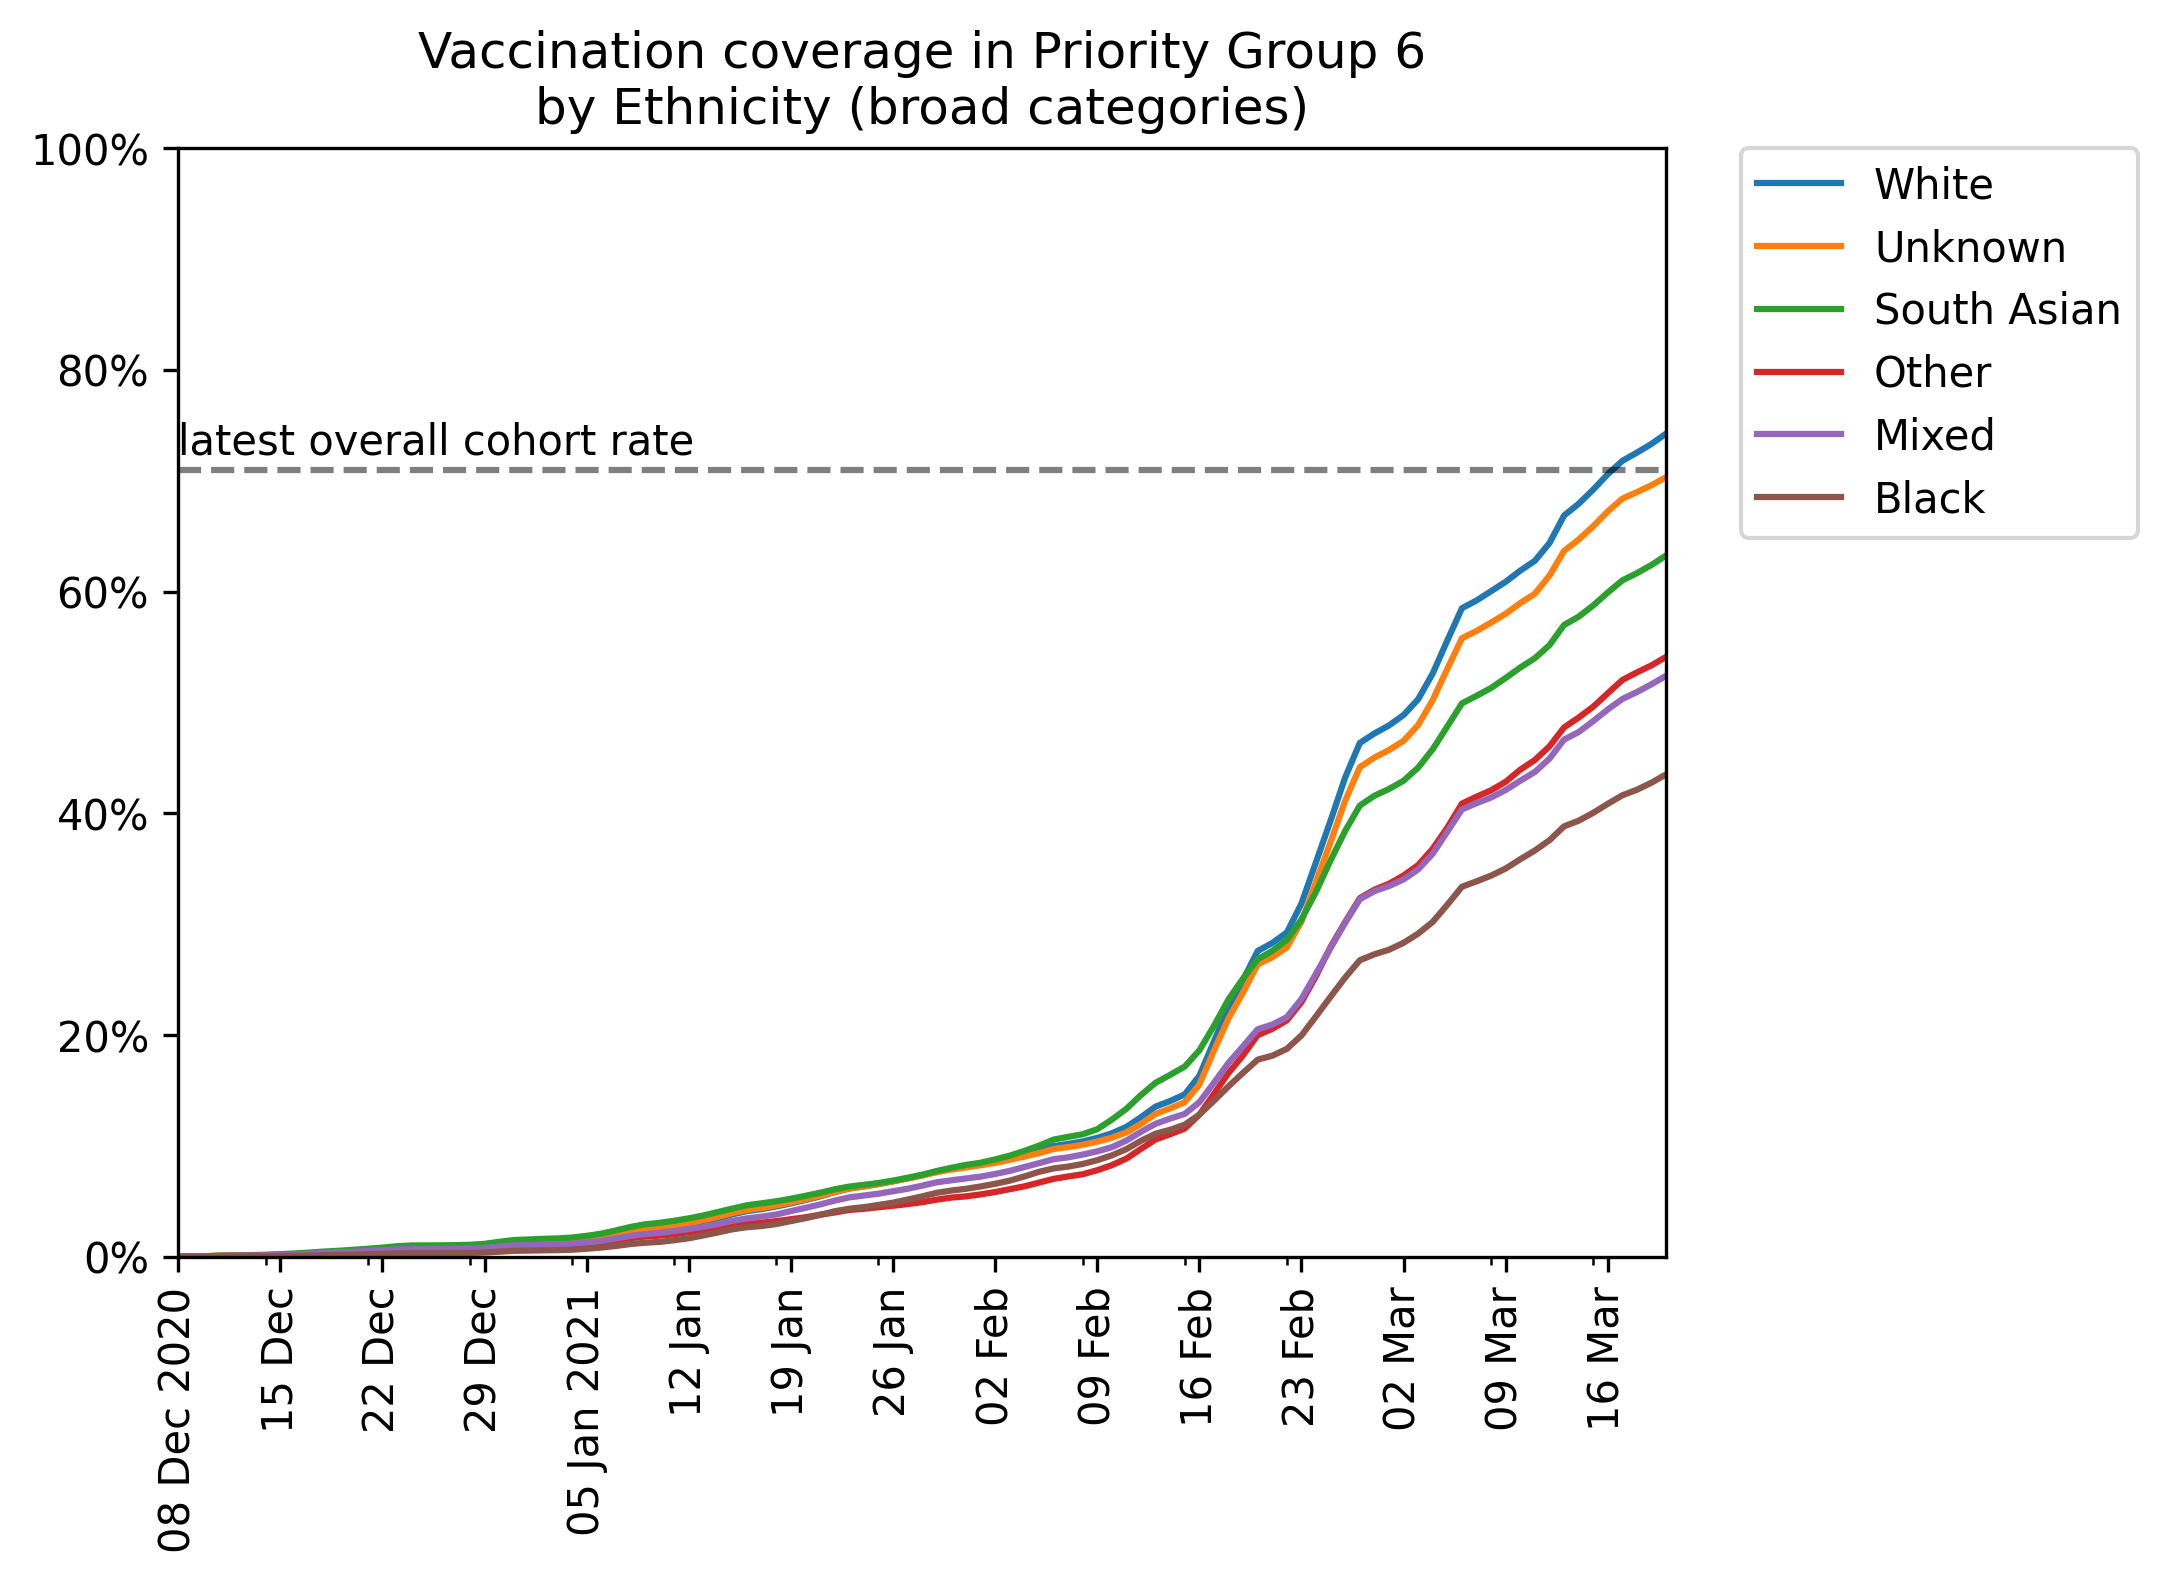 Vaccination coverage in Priority Group 6
by Ethnicity (broad categories)
100%
80%
60%
40%
20%
0%
latest overall cohort rate
White
Unknown
South Asian
Other
Mixed
Black
08 Dec 2020
15 Dec
22 Dec
29 Dec
05 Jan 2021
12 Jan
19 Jan
26 Jan
02 Feb
09 Feb
16 Feb
23 Feb
02 Mar
09 Mar
16 Mar